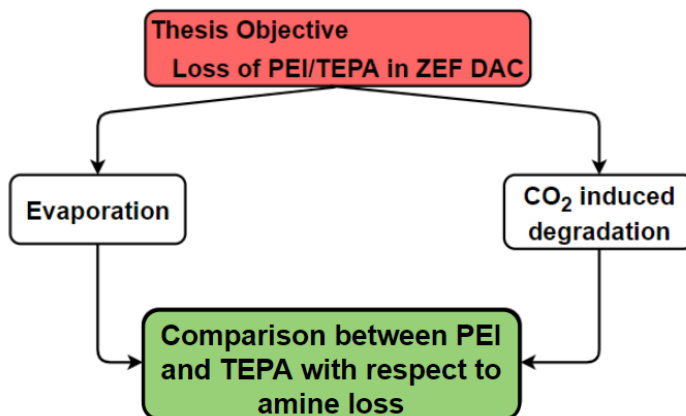 Thesis Objective
Loss of PEI/TEPA in ZEF DAC
Evaporation
CO₂ induced
degradation
Comparison between PEI
and TEPA with respect to
amine loss